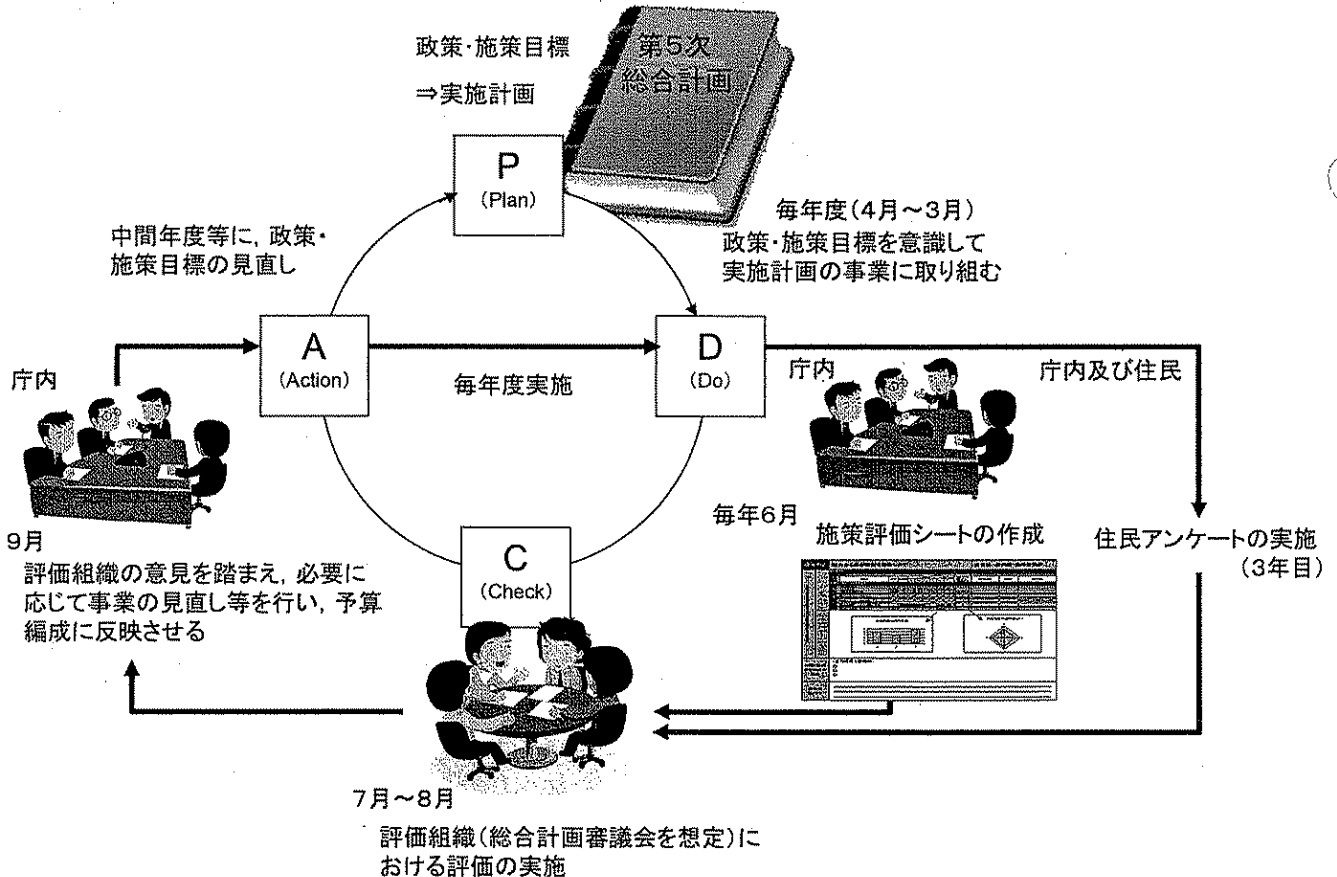 政策・施策目標
⇒実施計画
第5次
総合計画
P
(Plan)
毎年度(4月～3月)
政策・施策目標を意識して
実施計画の事業に取り組む
中間年度等に，政策・
施策目標の見直し
A
(Action)
毎年度実施
D
(Do)
庁内
庁内
庁内及び住民
毎年6月
施策評価シートの作成
住民アンケートの実施
(3年目)
9月
評価組織の意見を踏まえ，必要に
応じて事業の見直し等を行い，予算
編成に反映させる
C
(Check)
7月～8月
評価組織(総合計画審議会を想定)に
おける評価の実施